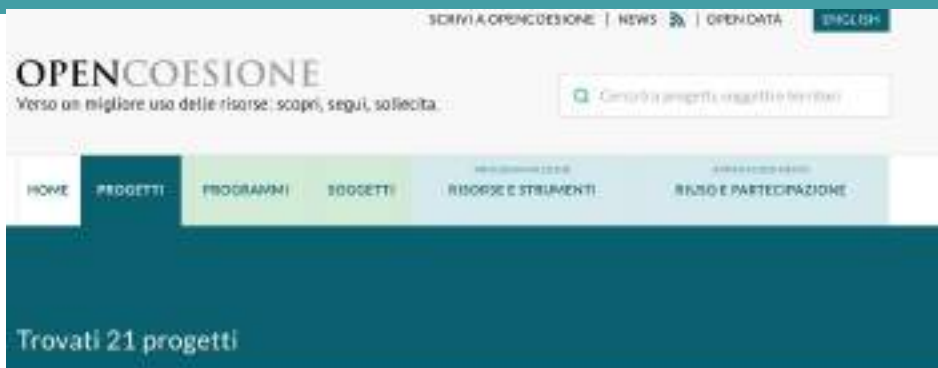 SCRIVI A OPENCOESIONE | NEWS | OPEN DATA ENGLISH
OPENCOESIONE
Verso un migliore uso delle risorse: scopri, segui, sollecita.
HOME PROGETTI PROGRAMMI SOGGETTI RISORSE E STRUMENTI RIUSO E PARTECIPAZIONE
Trovati 21 progetti